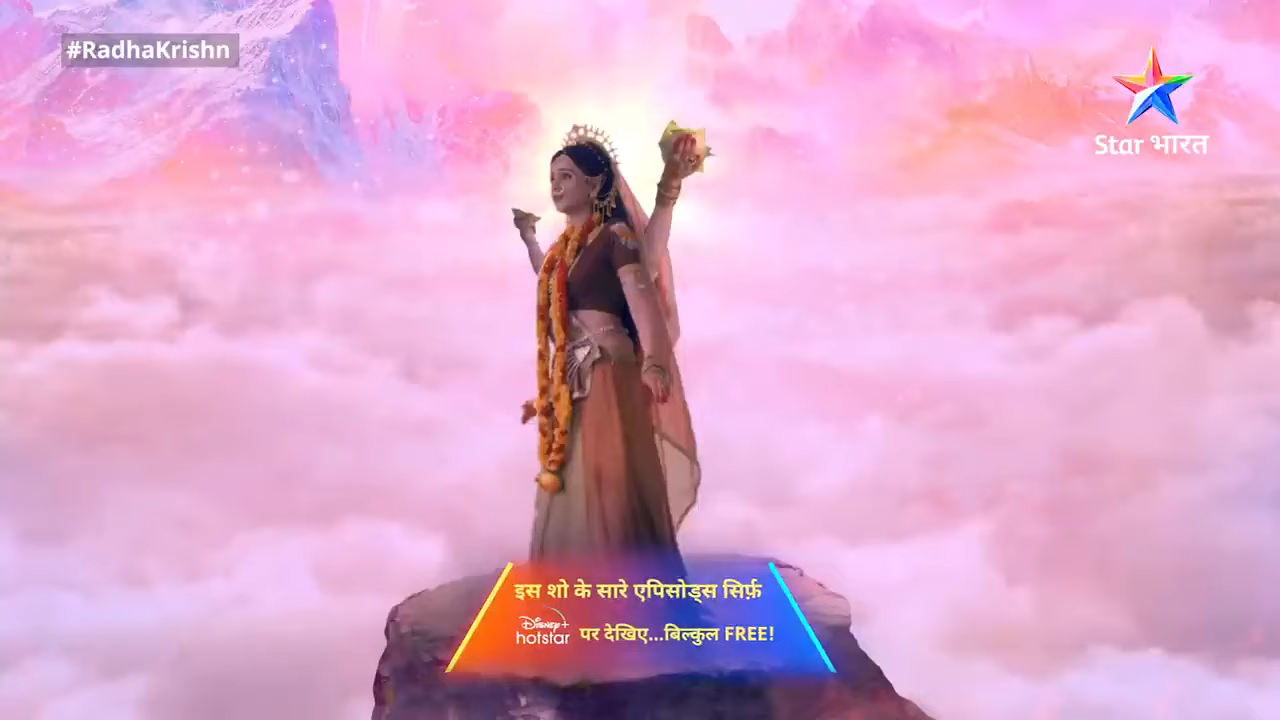 #RadhaKrishn
Star भारत
इस शो के सारे एपिसोड्स सिर्फ़
Disney+ hotstar पर देखिए...बिल्कुल FREE!